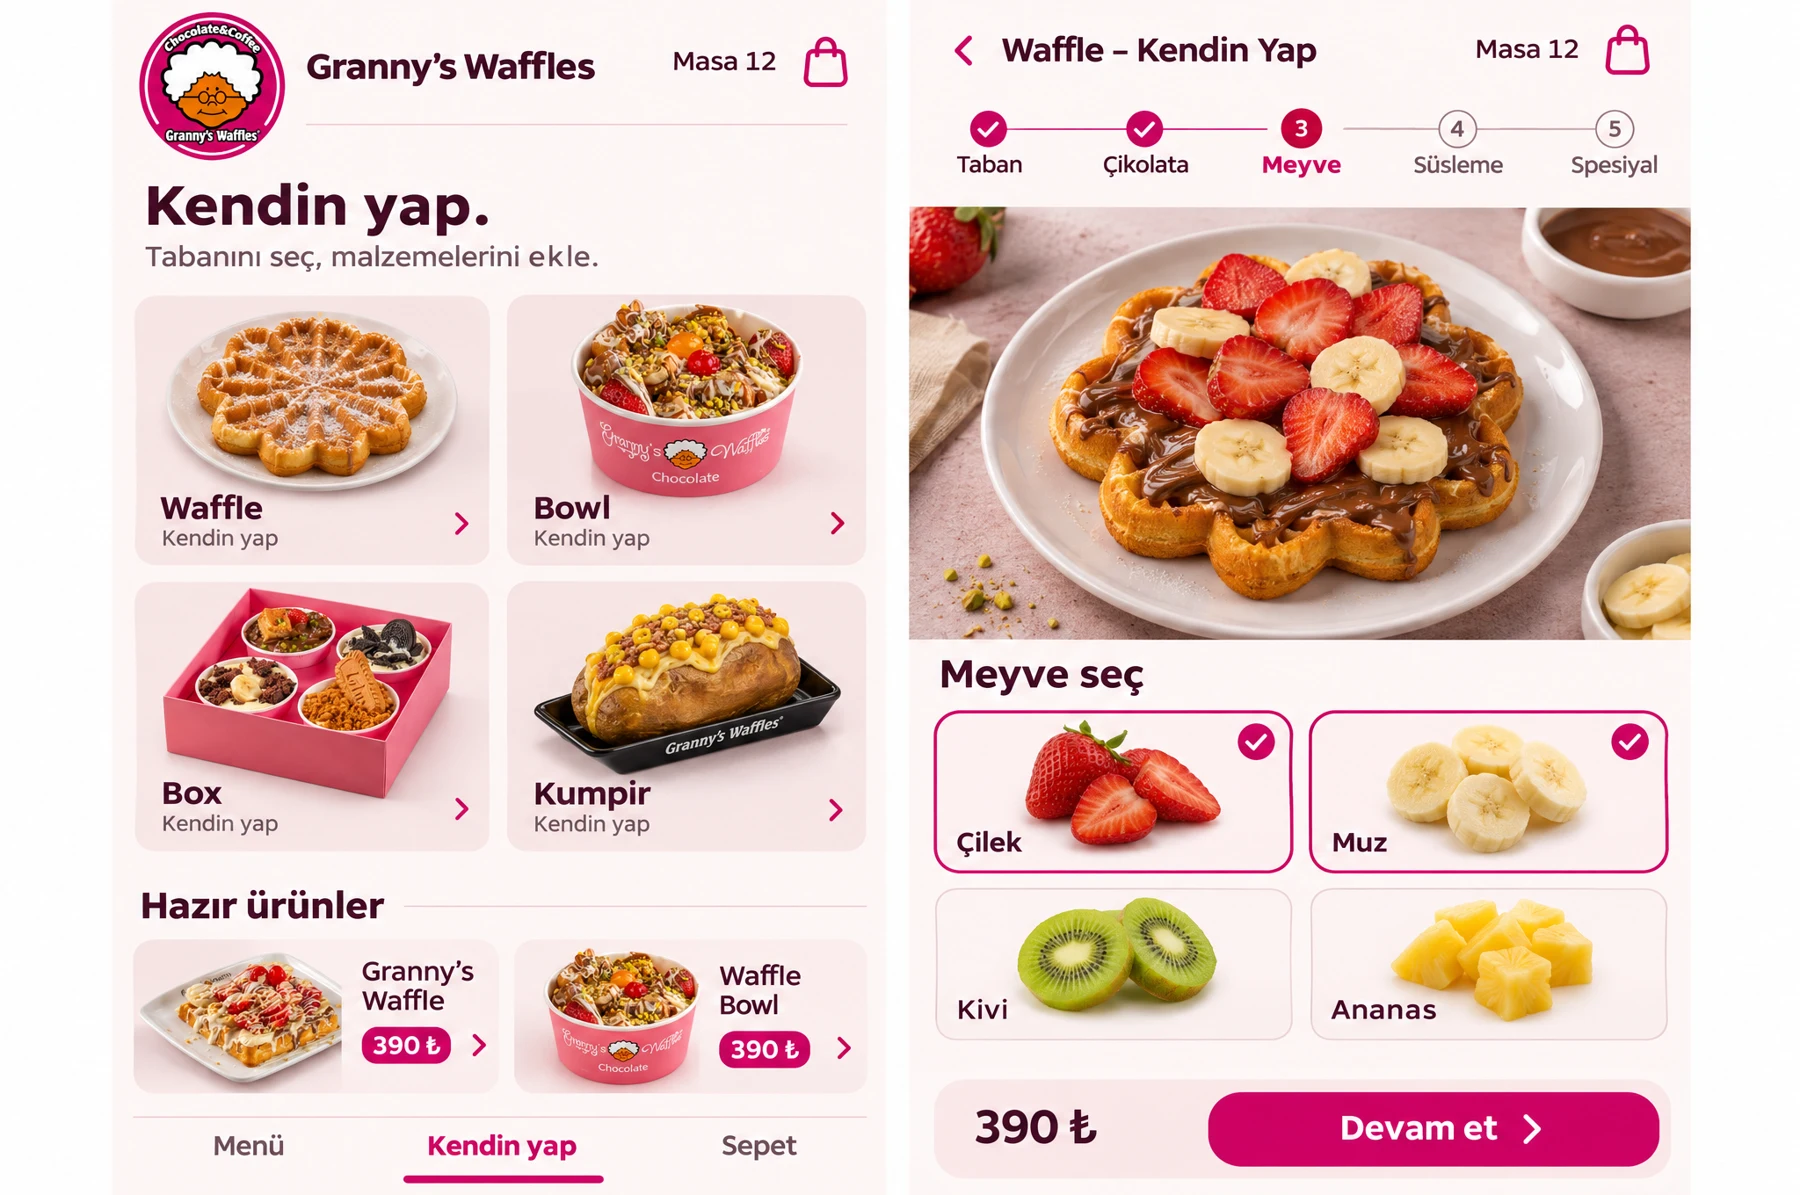 Chocolate&Coffee
Granny's Waffles
Granny's Waffles
Masa 12
Kendin yap.
Tabanını seç, malzemelerini ekle.
Waffle
Kendin yap
Granny's Waffles
Chocolate
Bowl
Kendin yap
Box
Kendin yap
Granny's Waffles
Kumpir
Kendin yap
Hazır ürünler
Granny's
Waffle
390 ₺
Granny's Waffles
Chocolate
Waffle
Bowl
390 ₺
Menü
Kendin yap
Sepet
Waffle – Kendin Yap
Masa 12
3
4
5
Taban
Çikolata
Meyve
Süsleme
Spesiyal
Meyve seç
Çilek
Muz
Kivi
Ananas
390 ₺
Devam et